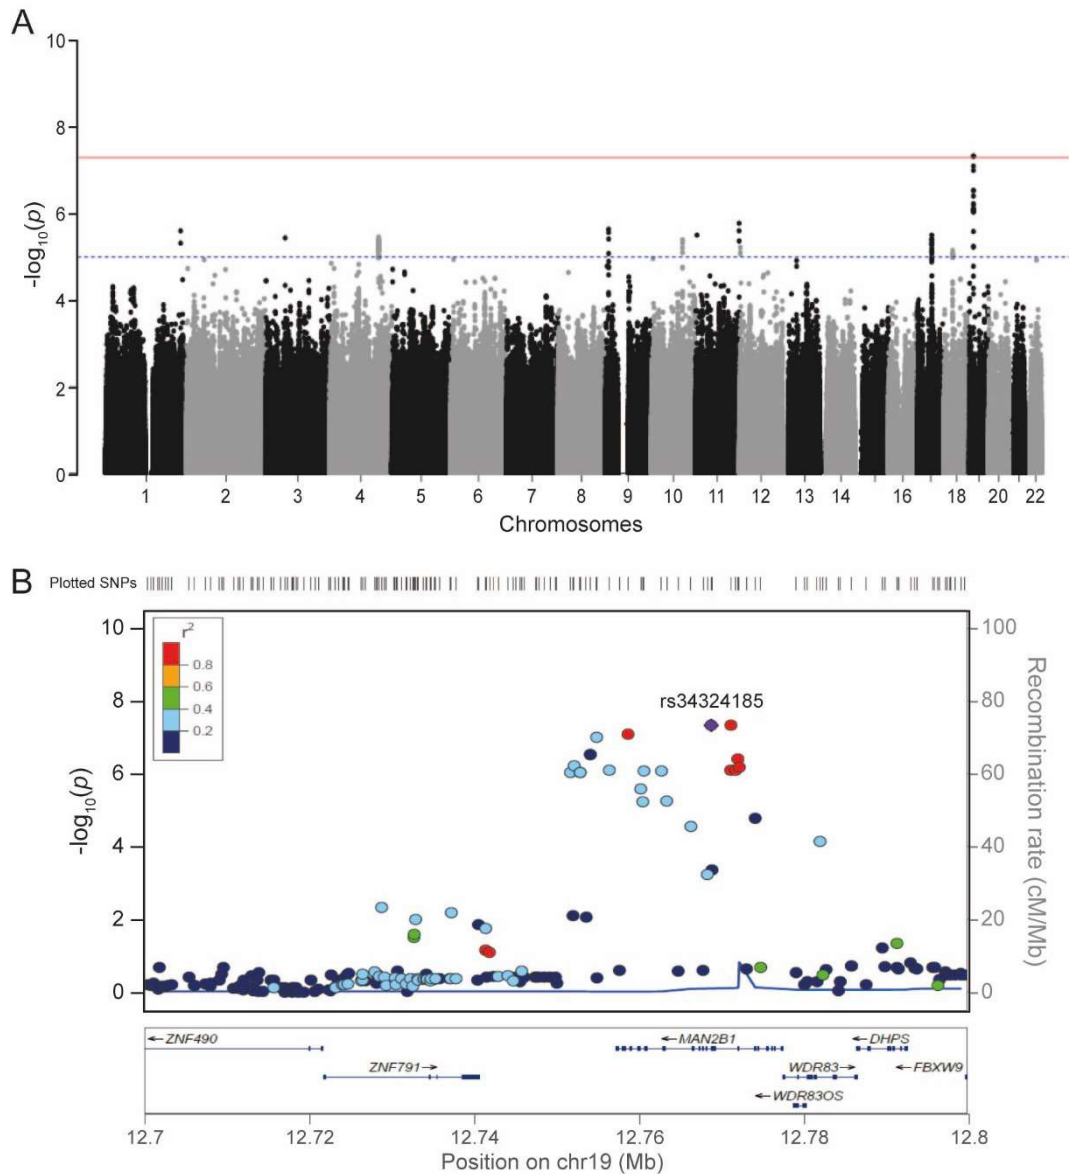 A
10
8
6
4
2
0
-log10(p)
1 2 3 4 5 6 7 8 9 10 11 12 13 14 16 18 20 22
Chromosomes
B
Plotted SNPs
10
8
6
4
2
0
-log10(p)
r2
0.8
0.6
0.4
0.2
rs34324185
100
80
60
40
20
0
Recombination rate (cM/Mb)
←ZNF490
←MAN2B1
←DHPS
ZNF791→
WDR83→
←FBXW9
←WDR83OS
12.7 12.72 12.74 12.76 12.78 12.8
Position on chr19 (Mb)